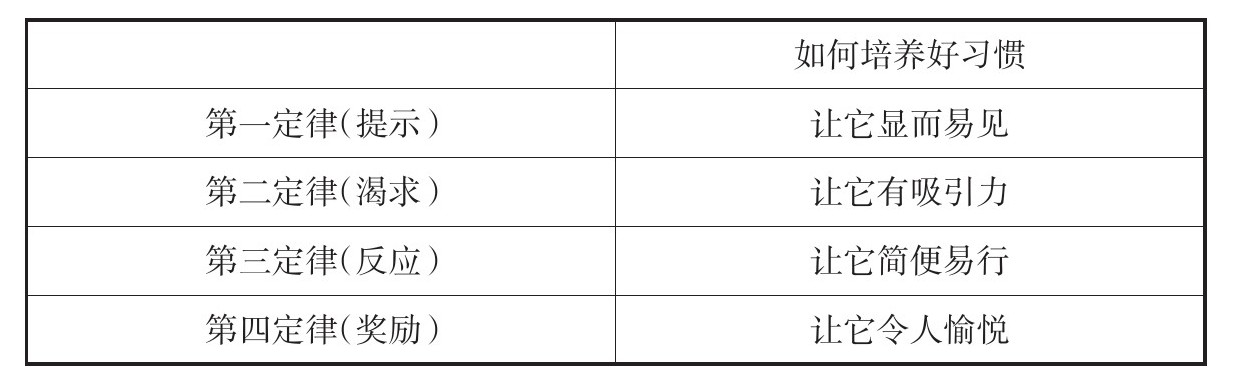 如何培养好习惯
第一定律(提示) 让它显而易见
第二定律(渴求) 让它有吸引力
第三定律(反应) 让它简便易行
第四定律(奖励) 让它令人愉悦